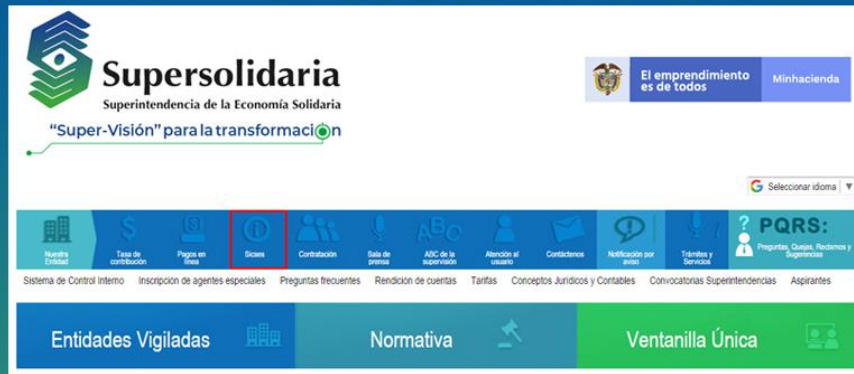 Supersolidaria
Superintendencia de la Economía Solidaria
“Super-Visión” para la transformación
El emprendimiento
es de todos
Minhacienda
Seleccionar idioma
Nuestra
Entidad
Tasa de
contribución
Pagos en
línea
Sicses
Contratación
Sala de
prensa
ABC
ABC de la
supervisión
Atención al
usuario
Contáctenos
Notificación por
aviso
Trámites y
Servicios
PQRS:
Preguntas, Quejas, Reclamos y
Sugerencias
Sistema de Control Interno Inscripción de agentes especiales Preguntas frecuentes Rendición de cuentas Tarifas Conceptos Jurídicos y Contables Convocatorias Superintendencias Aspirantes
Entidades Vigiladas
Normativa
Ventanilla Única